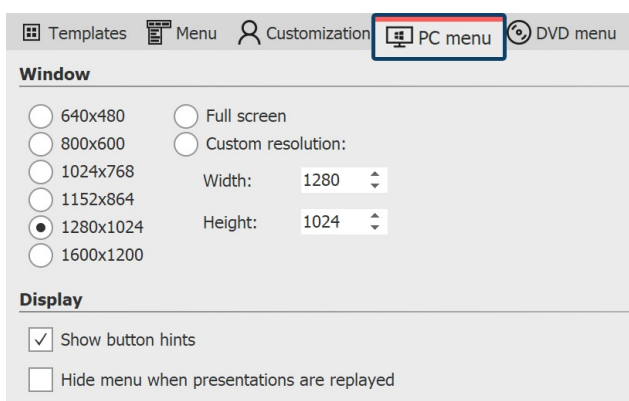 Templates Menu Customization PC menu DVD menu
Window
640x480 Full screen
800x600 Custom resolution:
1024x768 Width: 1280
1152x864
1280x1024 Height: 1024
1600x1200
Display
Show button hints
Hide menu when presentations are replayed